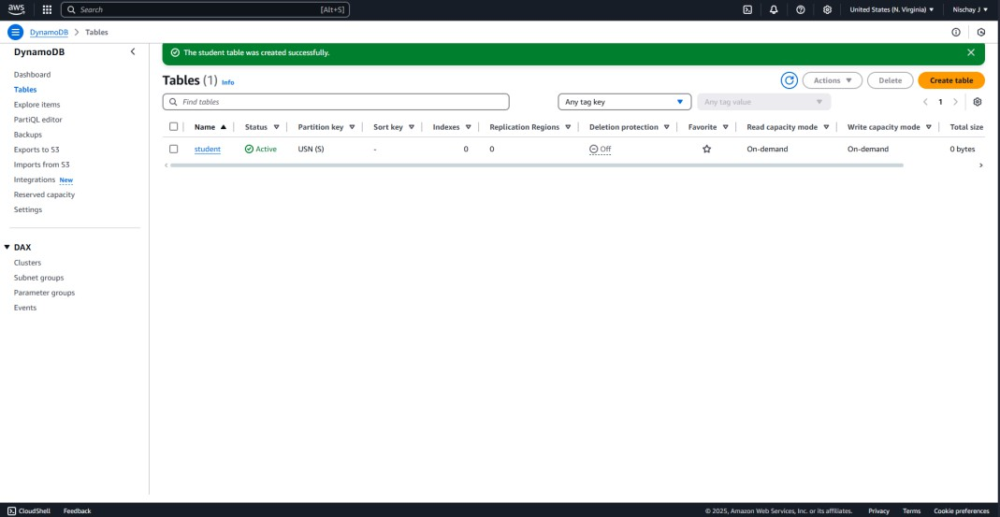 aws
Search [Alt+S] United States (N. Virginia) Nischay J
DynamoDB > Tables
DynamoDB
Dashboard
Tables
Explore items
PartiQL editor
Backups
Exports to S3
Imports from S3
Integrations New
Reserved capacity
Settings
DAX
Clusters
Subnet groups
Parameter groups
Events
The student table was created successfully.
Tables (1) Info
Actions Delete Create table
Find tables Any tag key Any tag value 1
Name Status Partition key Sort key Indexes Replication Regions Deletion protection Favorite Read capacity mode Write capacity mode Total size
student Active USN (S) - 0 0 Off On-demand On-demand 0 bytes
CloudShell Feedback © 2025, Amazon Web Services, Inc. or its affiliates. Privacy Terms Cookie preferences